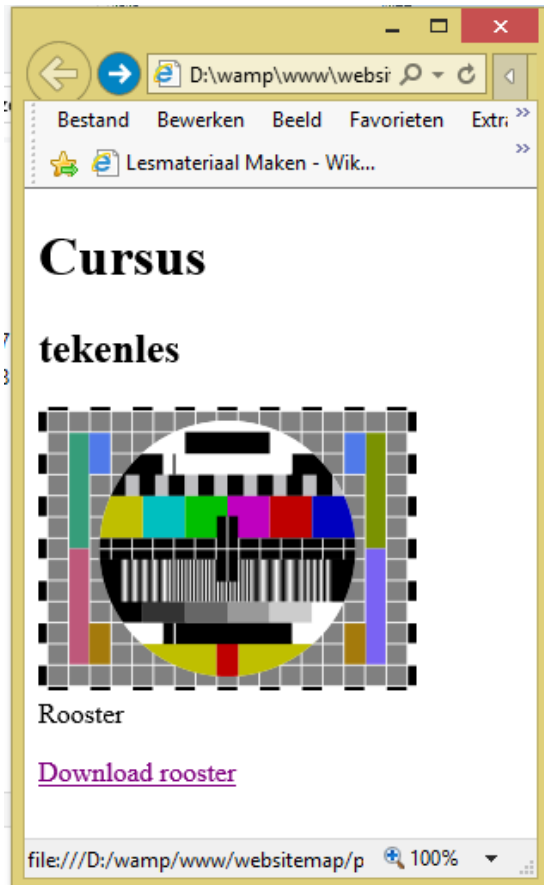 D:\wamp\www\websi
Bestand Bewerken Beeld Favorieten Extr
Lesmateriaal Maken - Wik...
Cursus
tekenles
Rooster
Download rooster
file:///D:/wamp/www/websitemap/p 100%